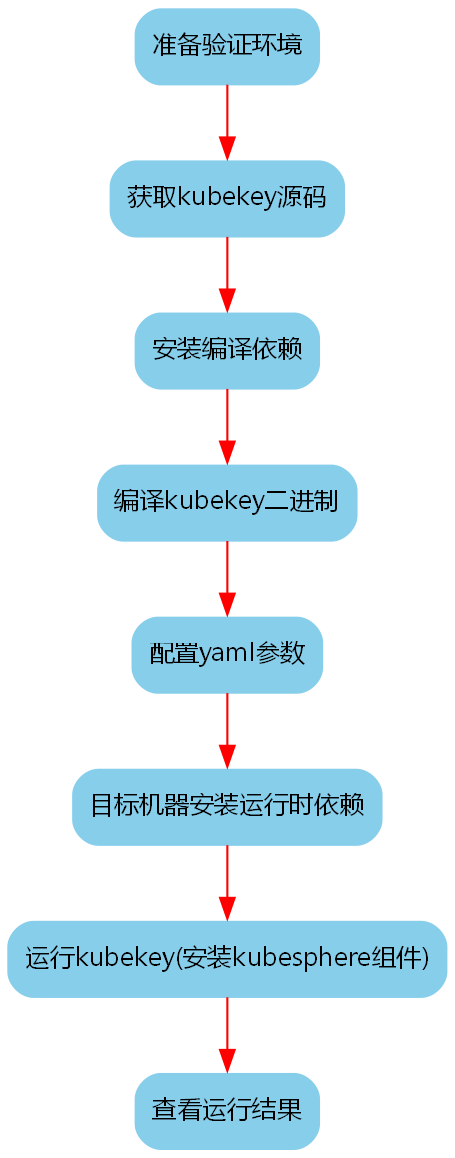 准备验证环境
获取kubekey源码
安装编译依赖
编译kubekey二进制
配置yaml参数
目标机器安装运行时依赖
运行kubekey(安装kubesphere组件)
查看运行结果